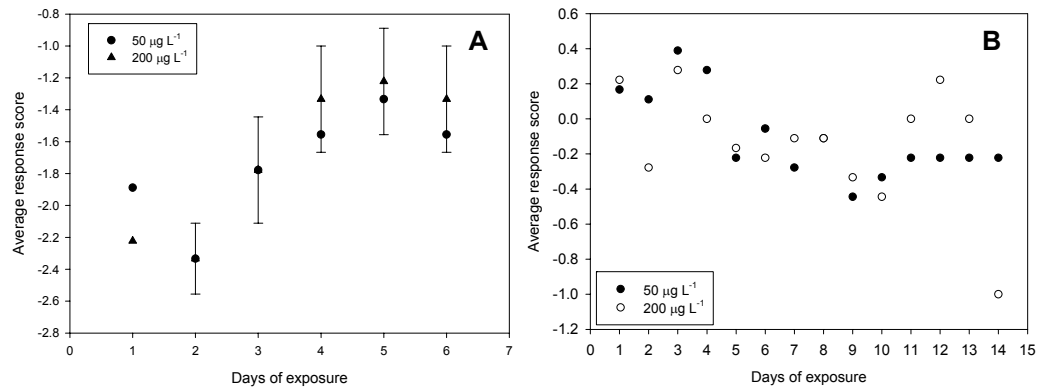 A
50 µg L-1
200 µg L-1
Average response score
-0.8
-1.0
-1.2
-1.4
-1.6
-1.8
-2.0
-2.2
-2.4
-2.6
-2.8
0 1 2 3 4 5 6 7
Days of exposure
B
Average response score
0.6
0.4
0.2
0.0
-0.2
-0.4
-0.6
-0.8
-1.0
-1.2
50 µg L-1
200 µg L-1
0 1 2 3 4 5 6 7 8 9 10 11 12 13 14 15
Days of exposure